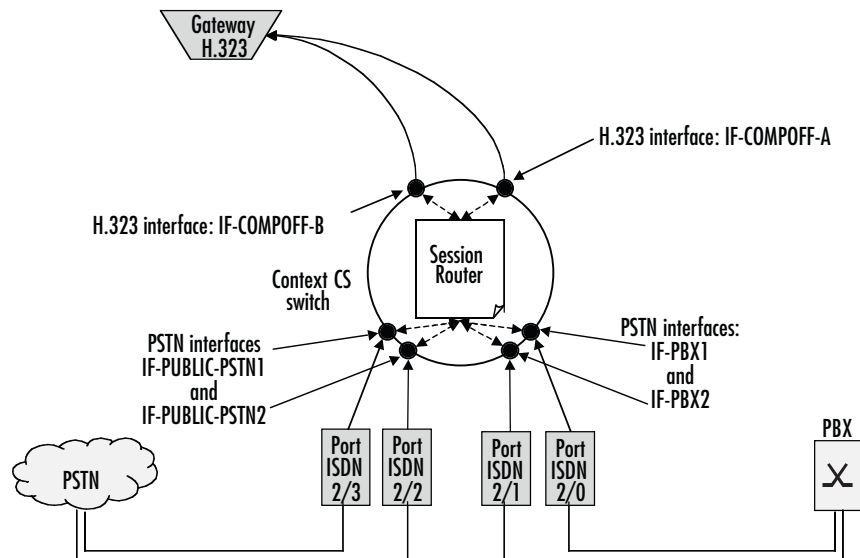 Gateway
H.323
H.323 interface: IF-COMPOFF-A
H.323 interface: IF-COMPOFF-B
Session
Router
Context CS
switch
PSTN interfaces
IF-PUBLIC-PSTN1
and
IF-PUBLIC-PSTN2
PSTN interfaces:
IF-PBX1
and
IF-PBX2
PSTN
Port
ISDN
2/3
Port
ISDN
2/2
Port
ISDN
2/1
Port
ISDN
2/0
PBX